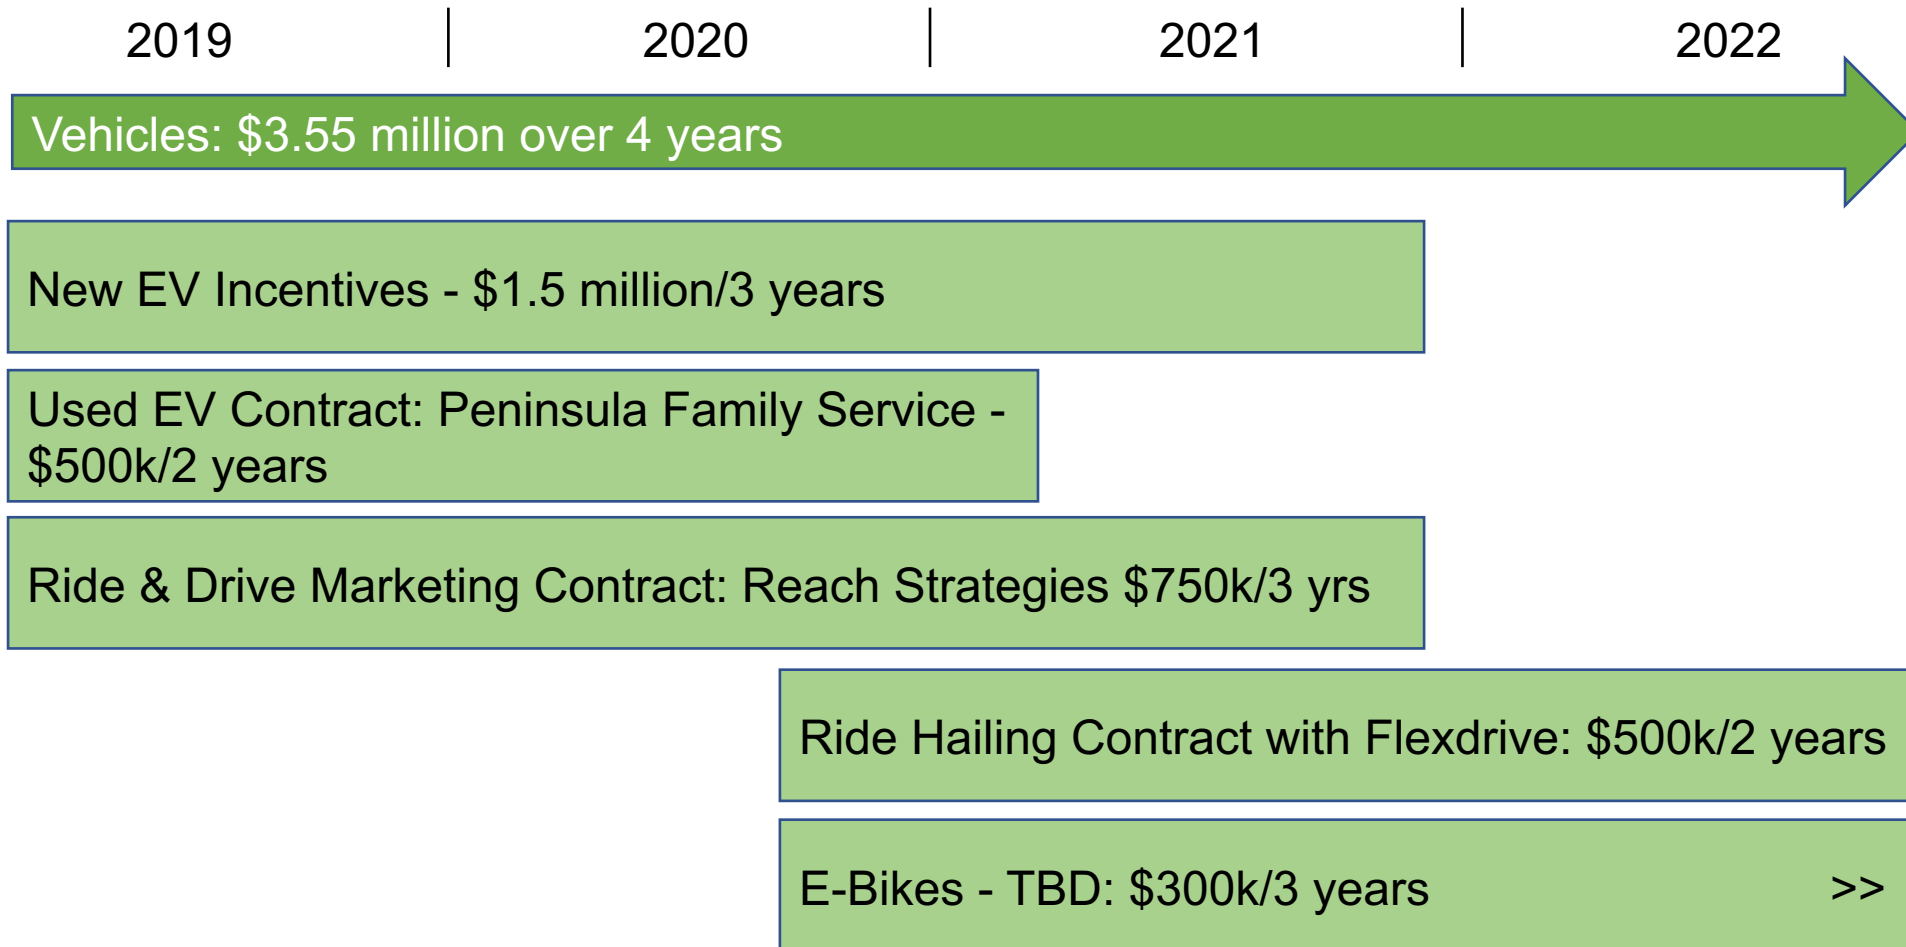 2019 2020 2021 2022
Vehicles: $3.55 million over 4 years
New EV Incentives - $1.5 million/3 years
Used EV Contract: Peninsula Family Service -
$500k/2 years
Ride & Drive Marketing Contract: Reach Strategies $750k/3 yrs
Ride Hailing Contract with Flexdrive: $500k/2 years
E-Bikes - TBD: $300k/3 years >>